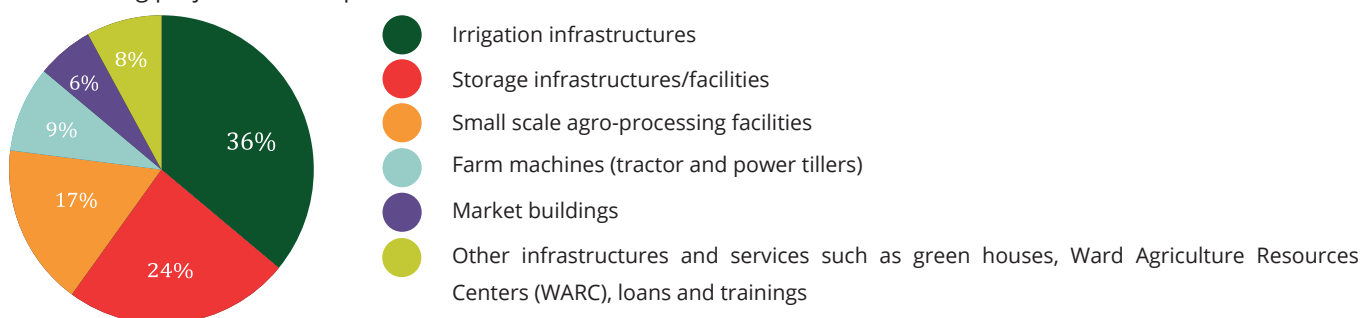 8%
6%
9%
36%
17%
24%
Irrigation infrastructures
Storage infrastructures/facilities
Small scale agro-processing facilities
Farm machines (tractor and power tillers)
Market buildings
Other infrastructures and services such as green houses, Ward Agriculture Resources
Centers (WARC), loans and trainings